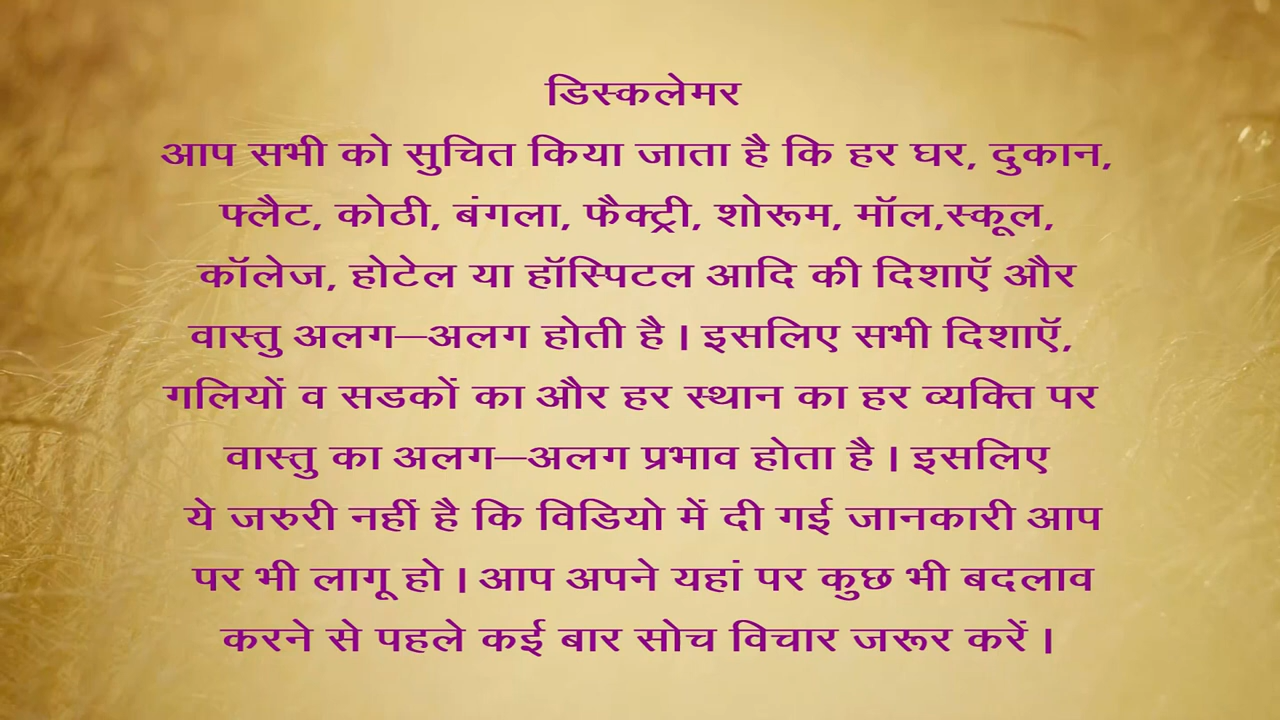 डिस्कलेमर
आप सभी को सुचित किया जाता है कि हर घर, दुकान,
फ्लैट, कोठी, बंगला, फैक्ट्री, शोरूम, मॉल,स्कूल,
कॉलेज, होटेल या हॉस्पिटल आदि की दिशाऍ और
वास्तु अलग–अलग होती है । इसलिए सभी दिशाऍ,
गलियों व सडकों का और हर स्थान का हर व्यक्ति पर
वास्तु का अलग–अलग प्रभाव होता है । इसलिए
ये जरुरी नहीं है कि विडियो में दी गई जानकारी आप
पर भी लागू हो । आप अपने यहां पर कुछ भी बदलाव
करने से पहले कई बार सोच विचार जरूर करें ।